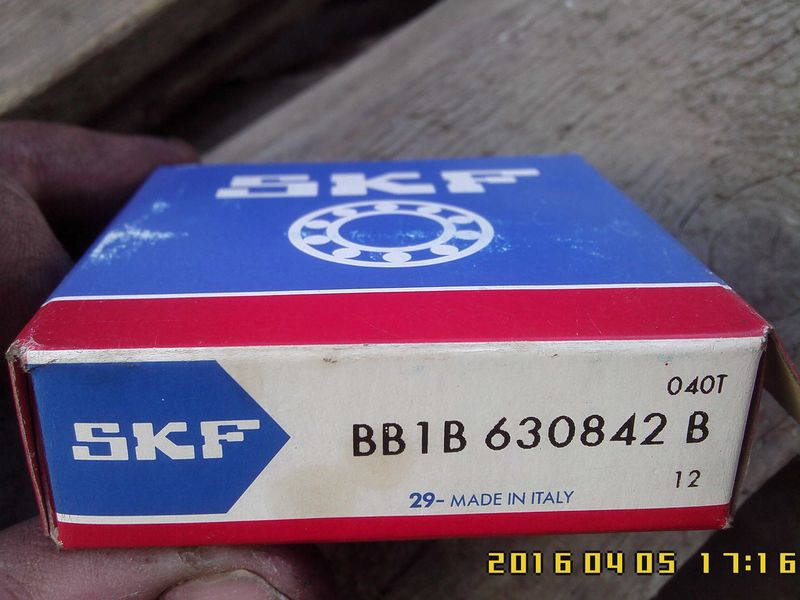 SKF
040T
SKF
BB1B 630842 B
12
29- MADE IN ITALY
2016 04 05 17:16